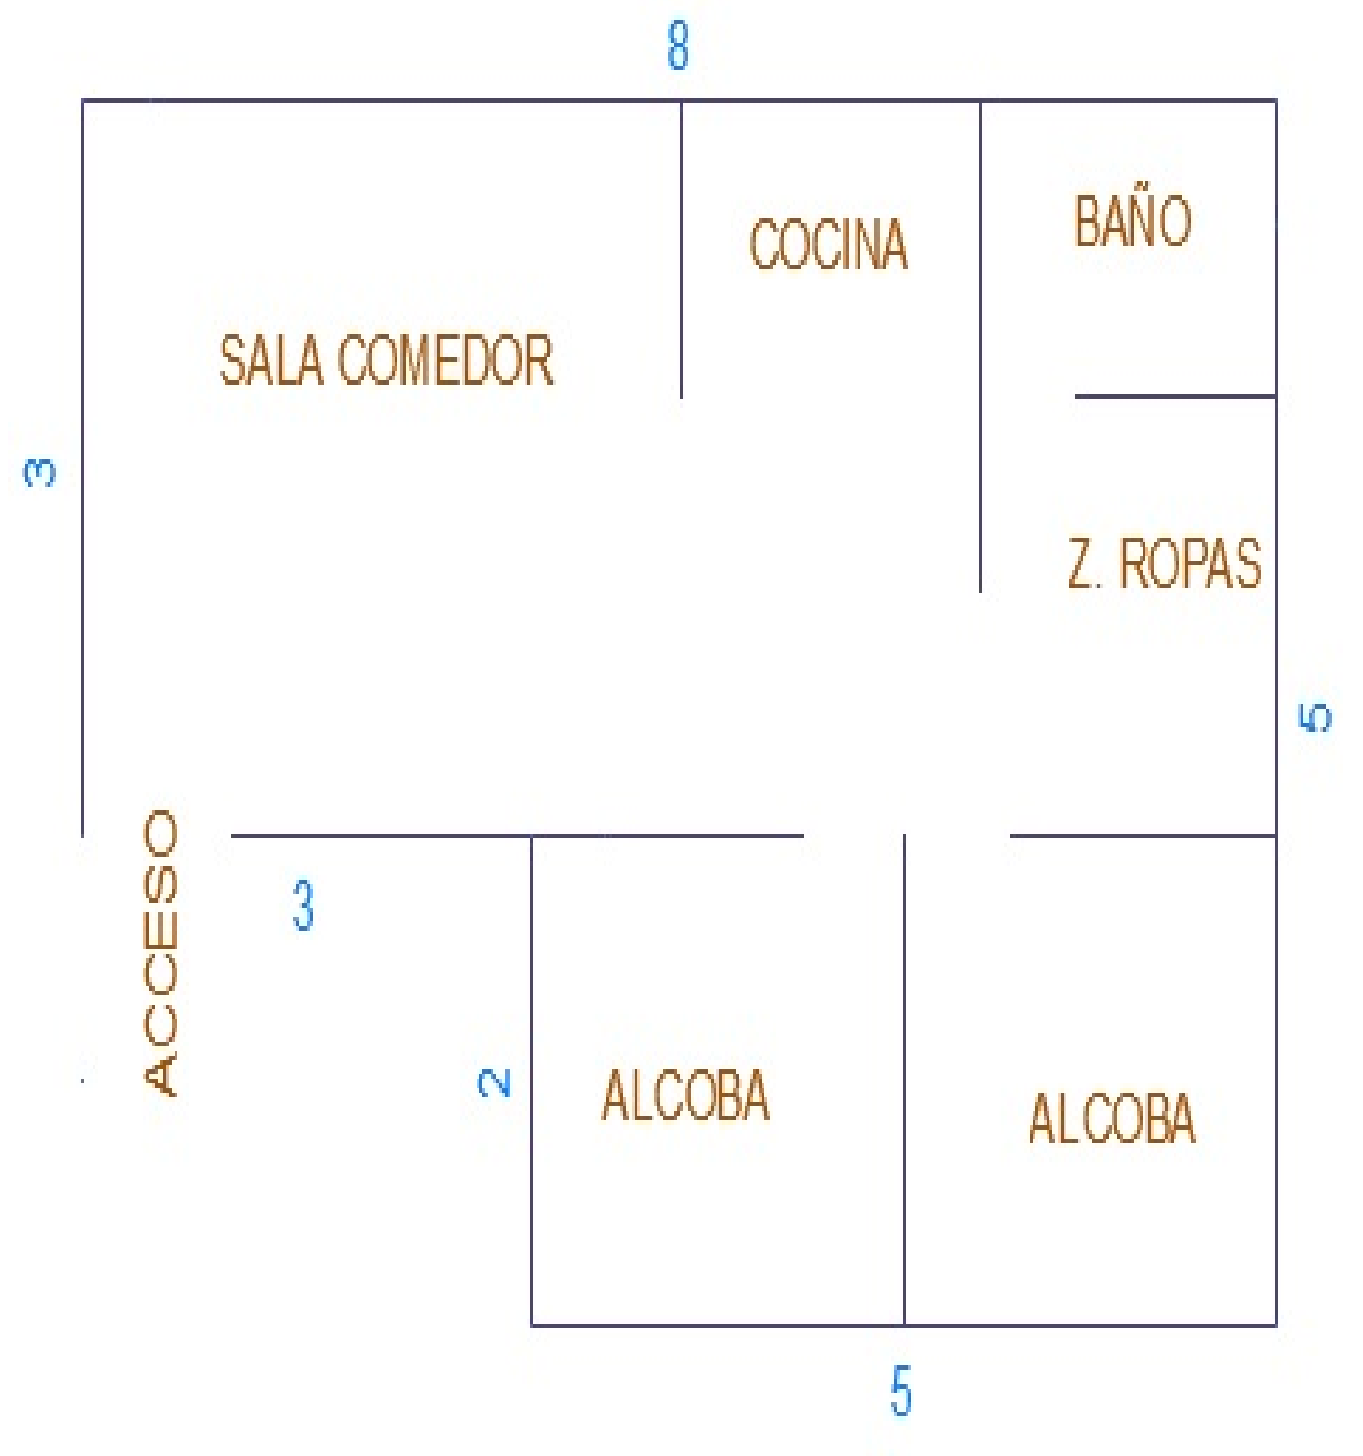 8
BAÑO
COCINA
SALA COMEDOR
3
Z. ROPAS
5
ACCESO
3
2
ALCOBA
ALCOBA
5